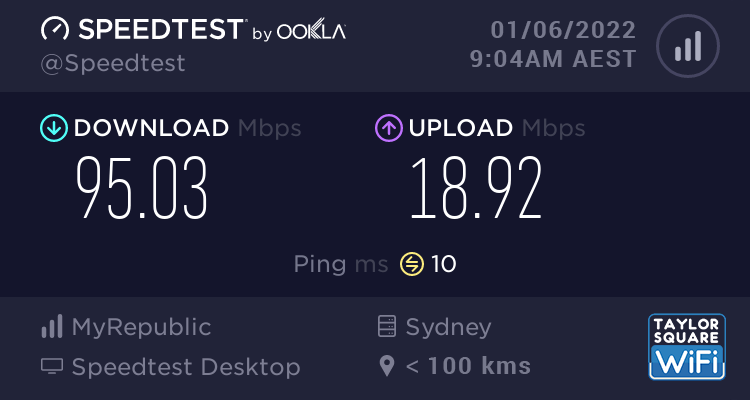 SPEEDTEST by OOKLA
@Speedtest
01/06/2022
9:04AM AEST
DOWNLOAD Mbps
95.03
UPLOAD Mbps
18.92
Ping ms 10
MyRepublic
Speedtest Desktop
Sydney
< 100 kms
TAYLOR
SQUARE
WiFi